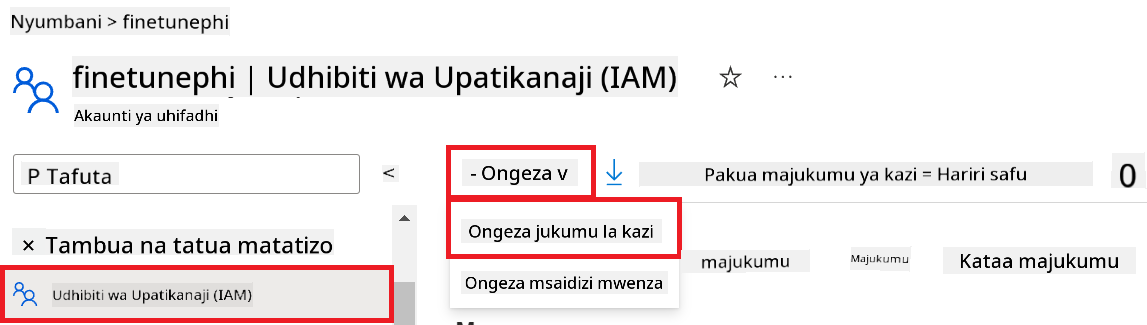 Nyumbani > finetunephi
finetunephi | Udhibiti wa Upatikanaji (IAM)
Akaunti ya uhifadhi
P Tafuta
<
- Ongeza v
Pakua majukumu ya kazi = Hariri safu
0
× Tambua na tatua matatizo
Ongeza jukumu la kazi
majukumu
Majukumu
Kataa majukumu
Udhibiti wa Upatikanaji (IAM)
Ongeza msaidizi mwenza